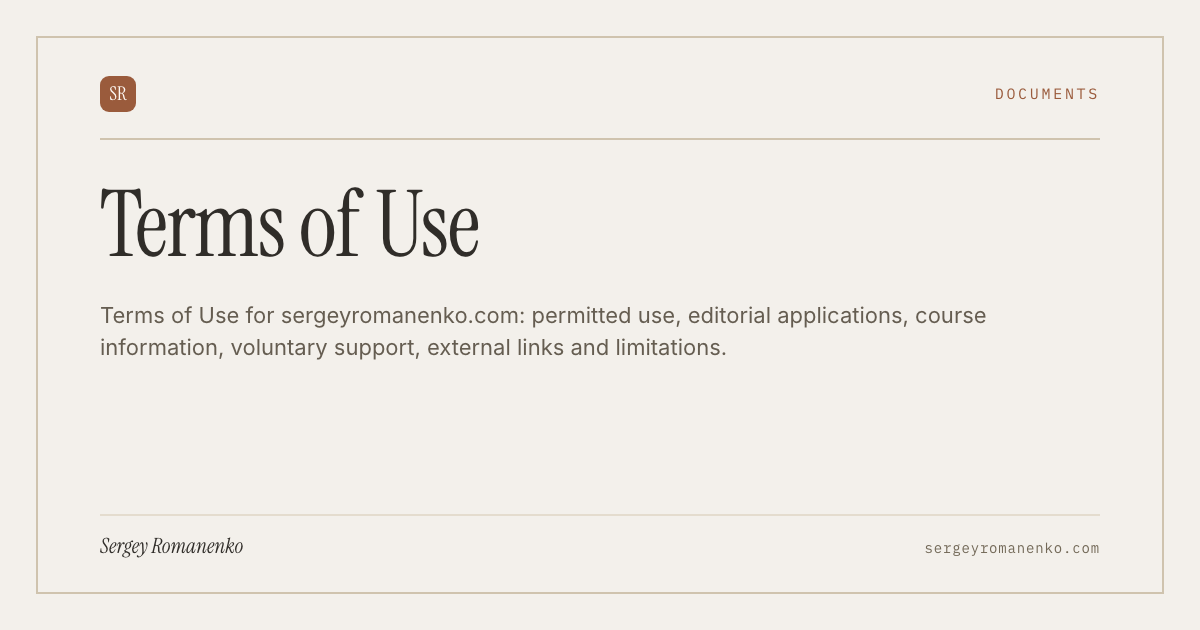 SR
DOCUMENTS
Terms of Use
Terms of Use for sergeyromanenko.com: permitted use, editorial applications, course
information, voluntary support, external links and limitations.
Sergey Romanenko
sergeyromanenko.com